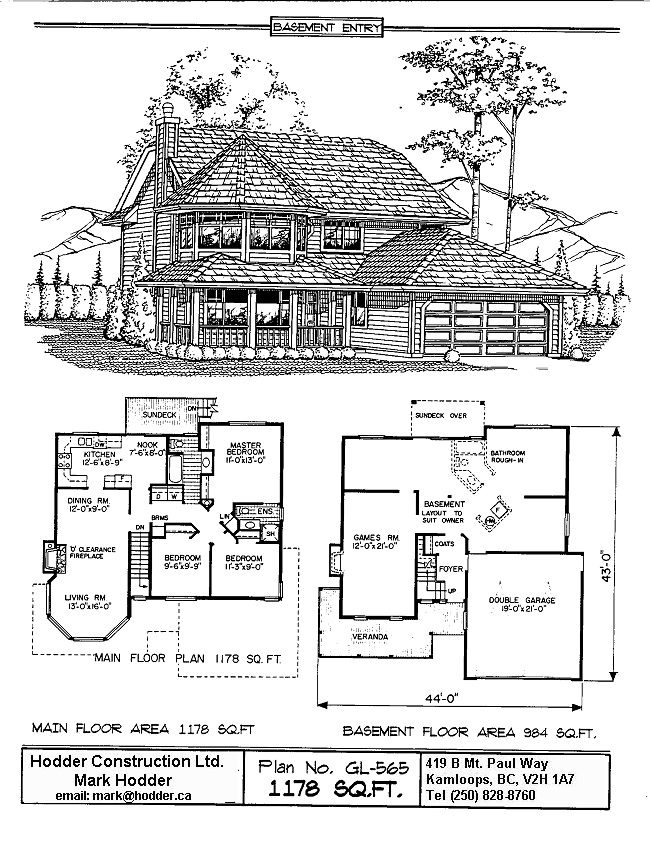 BASEMENT ENTRY
SUNDECK
DN
KITCHEN
12'-6"x8'-9"
DW
F
NOOK
7'-6"x8'-0"
MASTER
BEDROOM
11'-0"x13'-0"
DINING RM.
12'-0"x9'-0"
D W
LIN
ENS.
SH
BRMS
DN
'O' CLEARANCE
FIREPLACE
BEDROOM
9'-6"x9'-9"
BEDROOM
11'-3"x9'-0"
LIVING RM.
13'-0"x16'-0"
MAIN FLOOR PLAN 1178 SQ. FT.
SUNDECK OVER
BATHROOM
ROUGH-IN
BASEMENT
LAYOUT TO
SUIT OWNER
F
HW
GAMES RM.
12'-0"x21'-0"
COATS
FOYER
UP
DOUBLE GARAGE
19'-0"x21'-0"
VERANDA
43'-0"
44'-0"
MAIN FLOOR AREA 1178 SQ.FT
BASEMENT FLOOR AREA 984 SQ.FT.
Hodder Construction Ltd.
Mark Hodder
email: mark@hodder.ca
Plan No. GL-565
1178 SQ.FT.
419 B Mt. Paul Way
Kamloops, BC, V2H 1A7
Tel (250) 828-8760